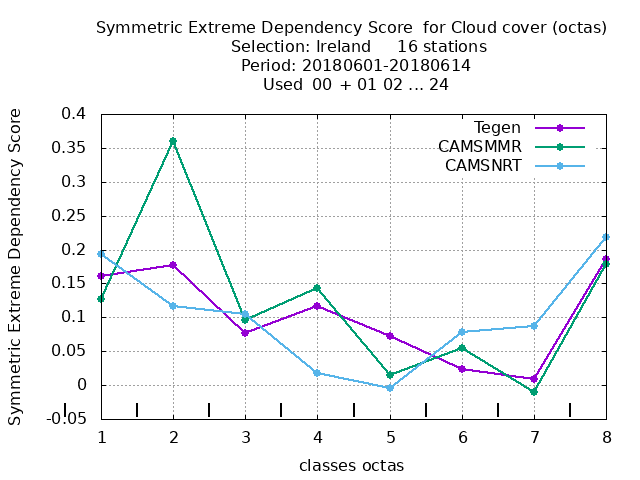 Symmetric Extreme Dependency Score  for Cloud cover (octas)
Selection: Ireland     16 stations
Period: 20180601-20180614
Used  00 + 01 02 ... 24
Symmetric Extreme Dependency Score
0.4
0.35
0.3
0.25
0.2
0.15
0.1
0.05
0
-0.05
Tegen
CAMSMMR
CAMSNRT
1 2 3 4 5 6 7 8
classes octas